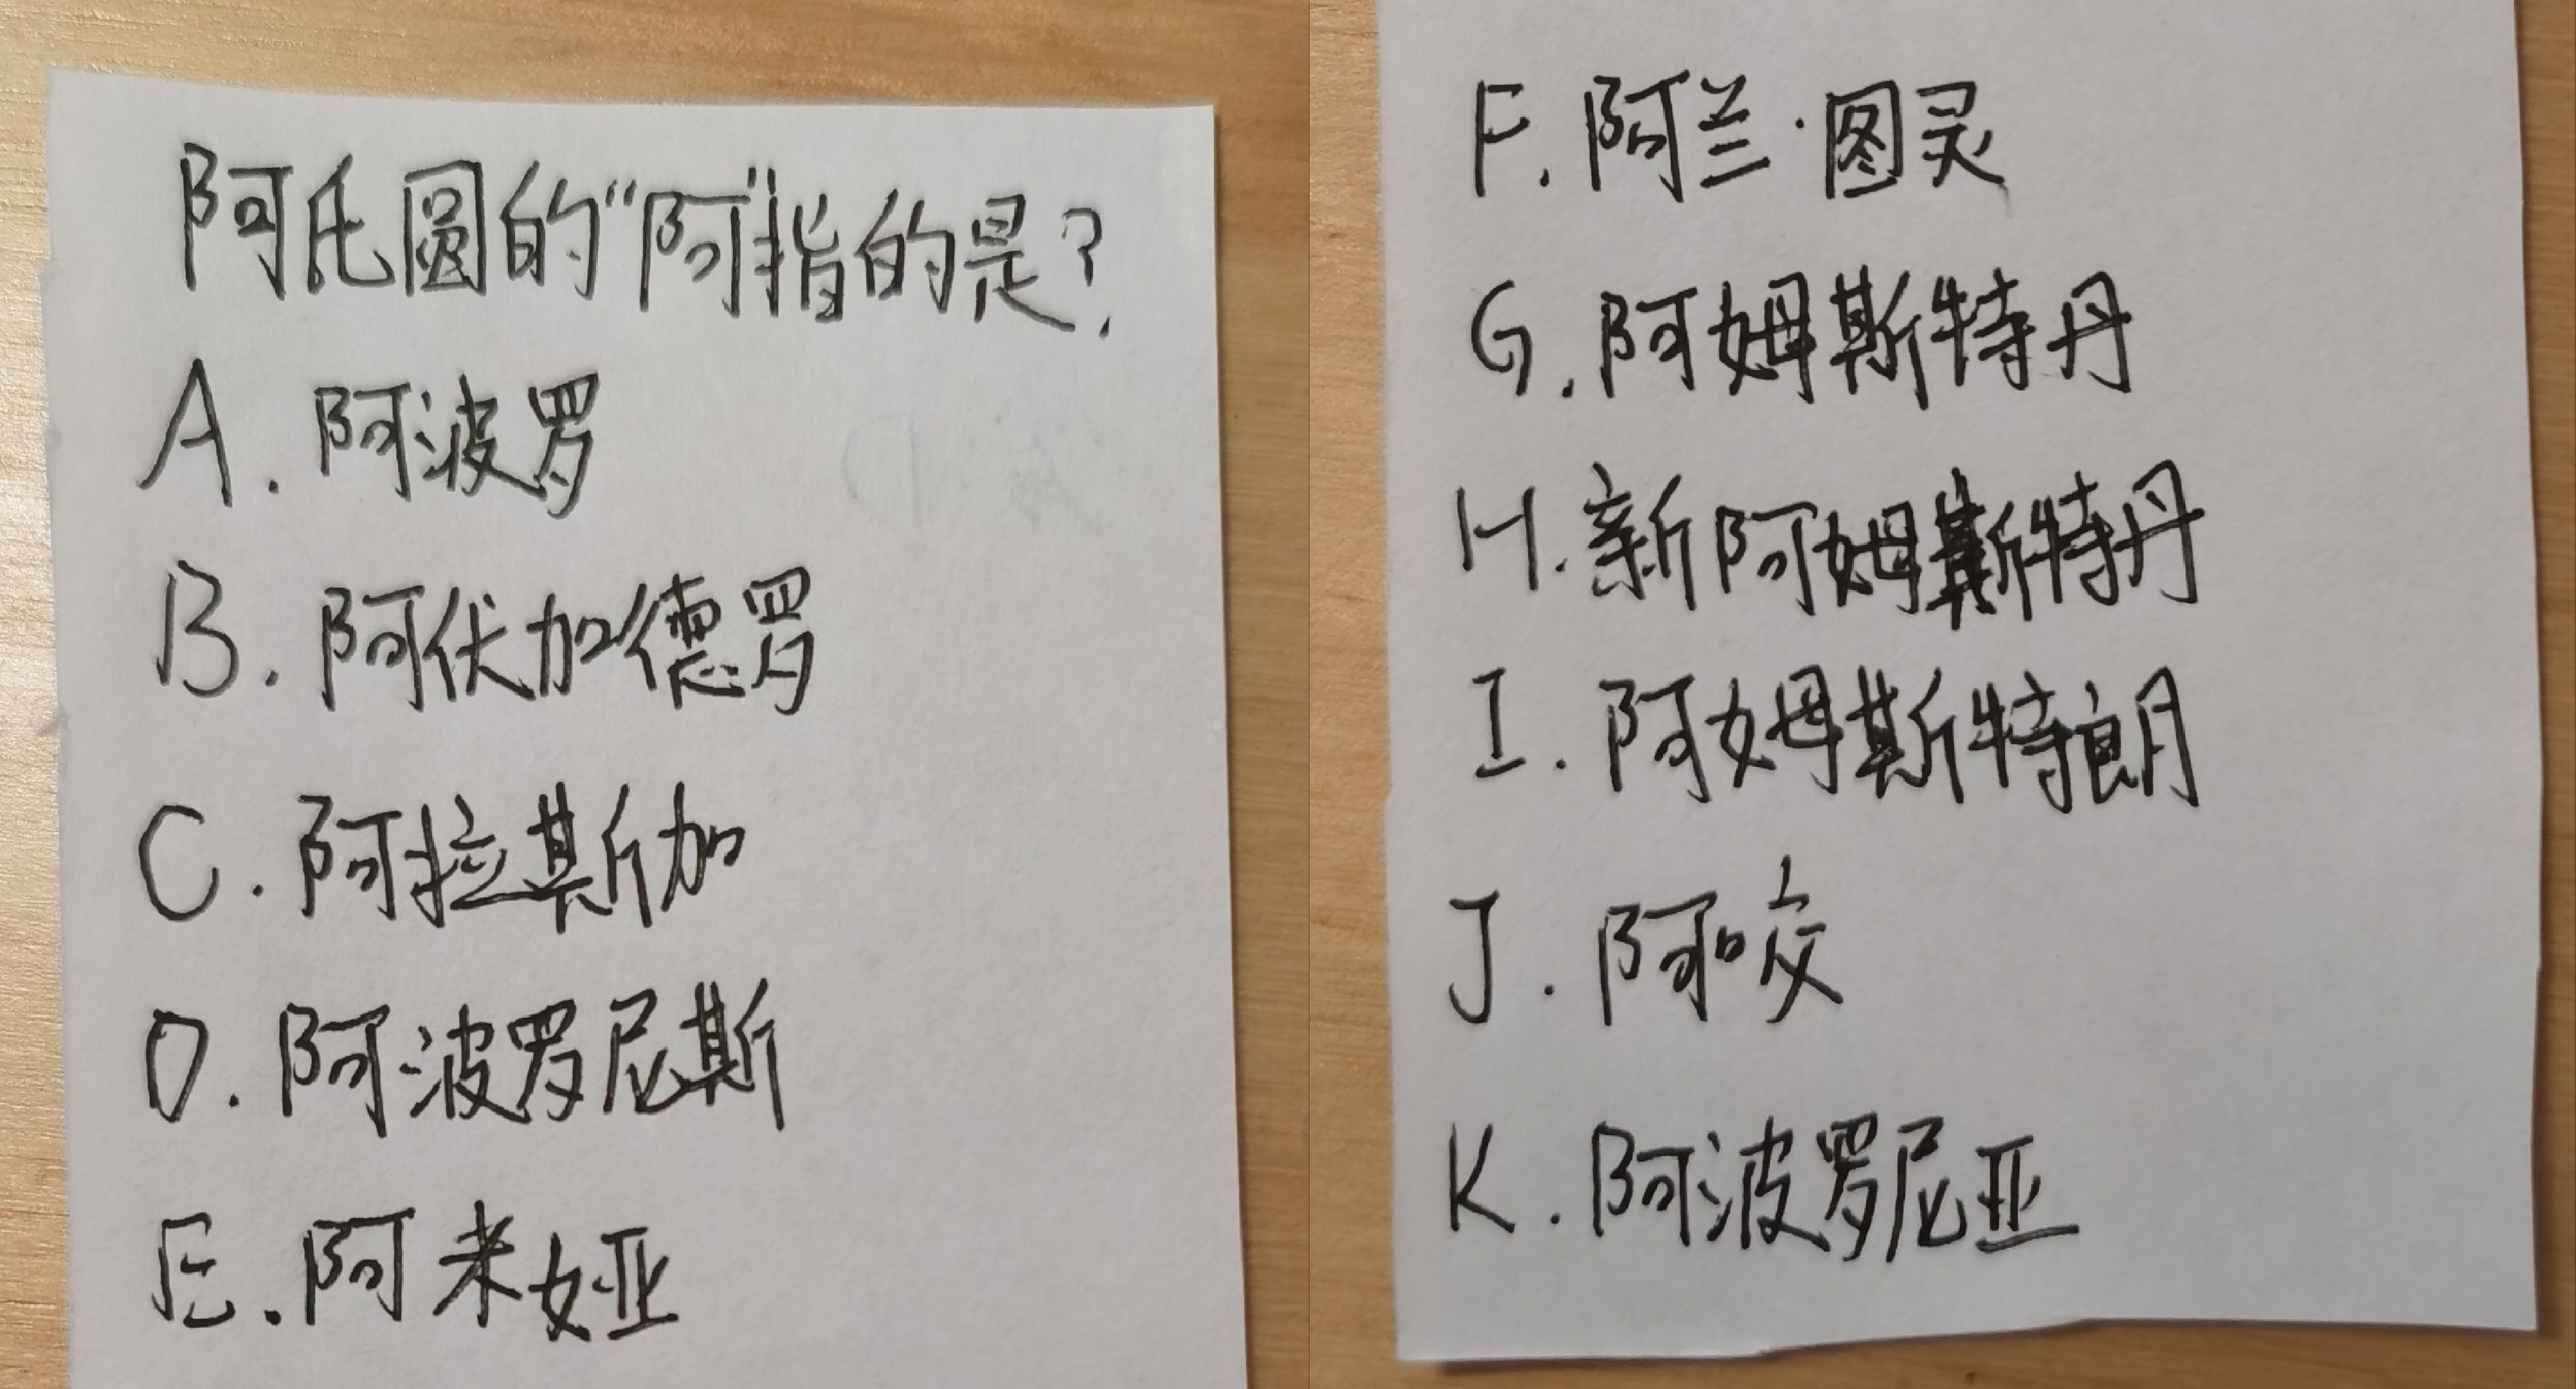 阿氏圆的“阿”指的是?
A. 阿波罗
B. 阿伏加德罗
C. 阿拉斯加
D. 阿波罗尼斯
E. 阿米娅
F. 阿兰·图灵
G. 阿姆斯特丹
H. 新阿姆斯特丹
I. 阿姆斯特朗
J. 阿咬
K. 阿波罗尼亚